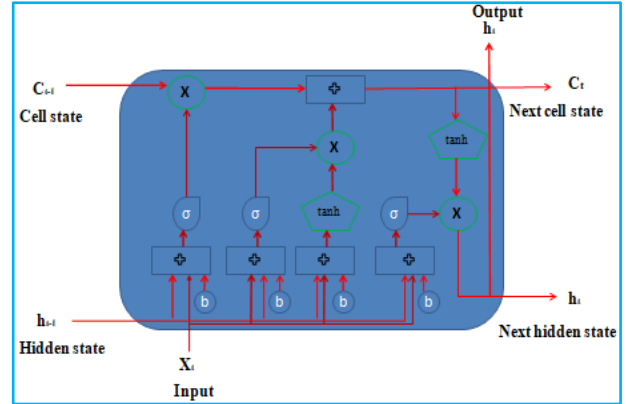 Output
hₜ
Cₜ₋₁
Cell state
X
+
Cₜ
Next cell state
tanh
X
σ
σ
tanh
σ
X
+
+
+
+
b
b
b
b
hₜ₋₁
Hidden state
hₜ
Next hidden state
Xₜ
Input